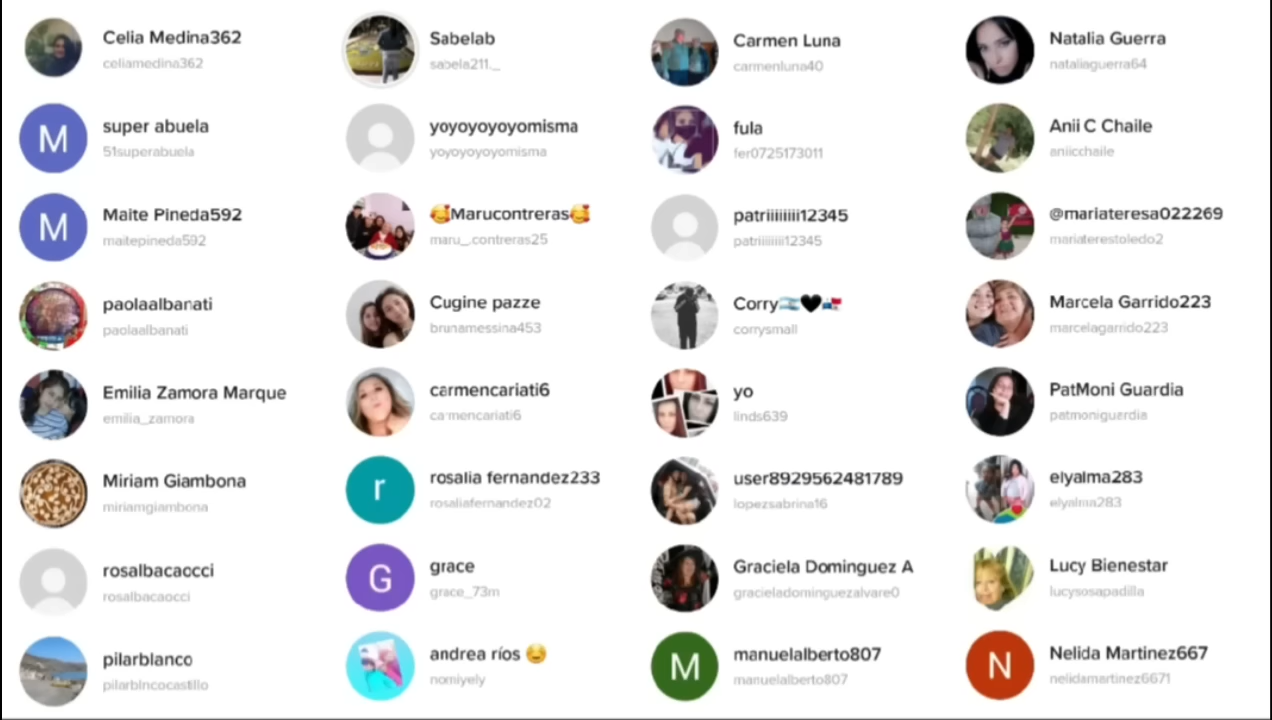 Celia Medina362
celiamedina362
M
super abuela
51superabuela
M
Maite Pineda592
maitepineda592
paolaalbanati
paolaalbanati
Emilia Zamora Marque
emilia_zamora
Miriam Giambona
miriamgiambona
rosalbacaocci
rosalbacaocci
pilarblanco
pilarblncocastillo
Sabelab
sabela211._
yoyoyoyoyomisma
yoyoyoyoyomisma
🥰Marucontreras🥰
maru_.contreras25
Cugine pazze
brunamessina453
carmencariati6
carmencariati6
r
rosalia fernandez233
rosaliafernandez02
G
grace
grace_73m
andrea ríos ☺️
nomiyely
Carmen Luna
carmenluna40
fula
fer0725173011
patriiiiiiiii12345
patriiiiiiiii12345
Corry🇦🇷🖤🇵🇦
corrysmall
yo
linds639
user8929562481789
lopezsabrina16
Graciela Dominguez A
gracieladominguezalvare0
M
manuelalberto807
manuelalberto807
Natalia Guerra
nataliaguerra64
Anii C Chaile
aniicchaile
@mariateresa022269
mariaterestoledo2
Marcela Garrido223
marcelagarrido223
PatMoni Guardia
patmoniguardia
elyalma283
elyalma283
Lucy Bienestar
lucysosapadilla
N
Nelida Martinez667
nelidamartinez6671